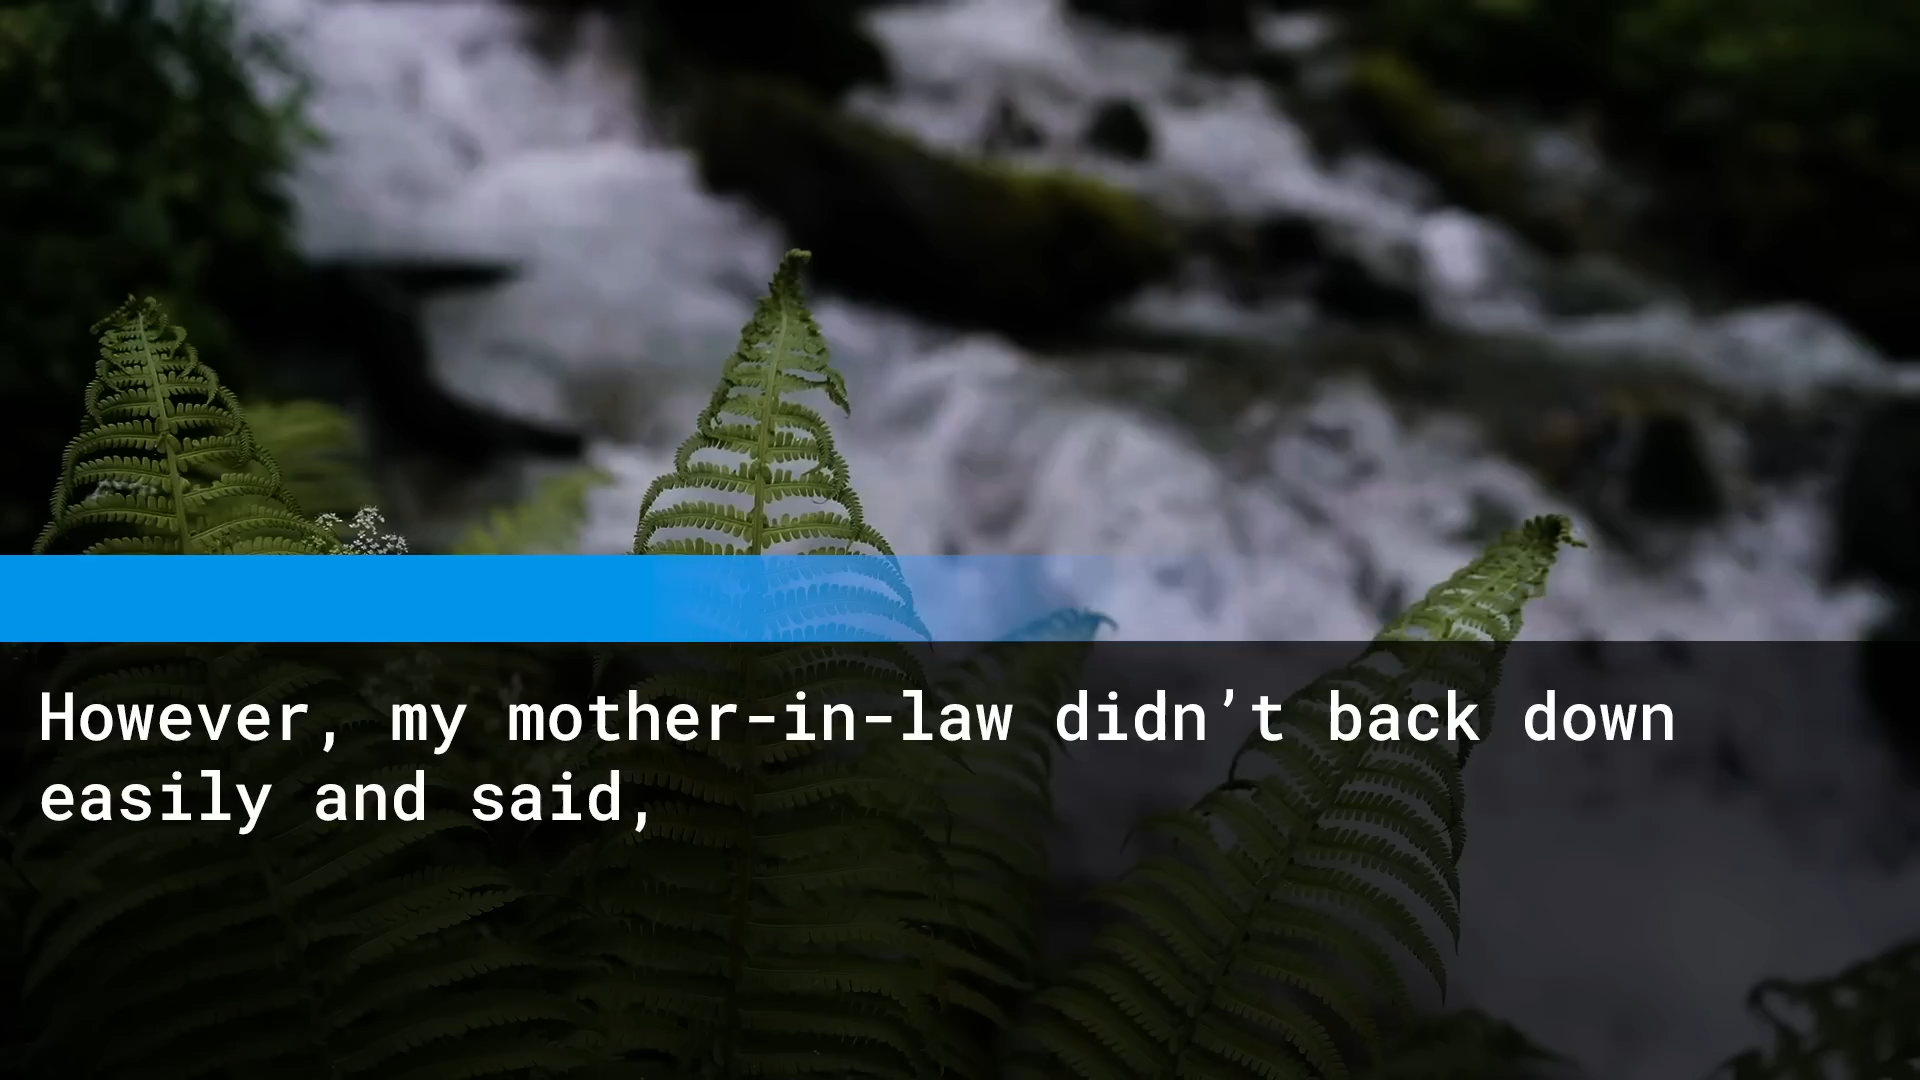 However, my mother-in-law didn’t back down
easily and said,